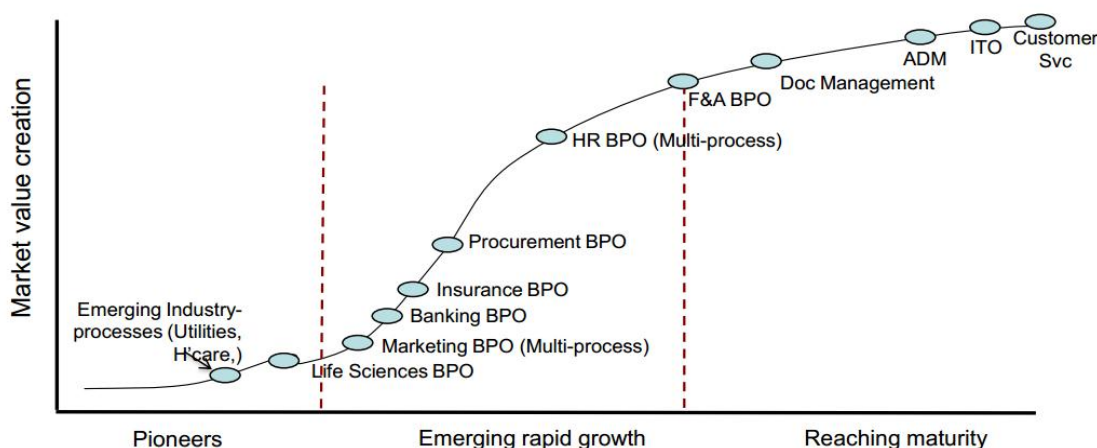 Market value creation
Customer
Svc
ITO
ADM
Doc Management
F&A BPO
HR BPO (Multi-process)
Procurement BPO
Insurance BPO
Banking BPO
Marketing BPO (Multi-process)
Life Sciences BPO
Emerging Industry-
processes (Utilities,
H'care,)
Pioneers
Emerging rapid growth
Reaching maturity